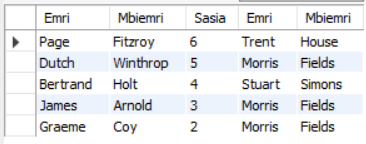 Emri Mbiemri Sasia Emri Mbiemri
Page Fitzroy 6 Trent House
Dutch Winthrop 5 Morris Fields
Bertrand Holt 4 Stuart Simons
James Arnold 3 Morris Fields
Graeme Coy 2 Morris Fields